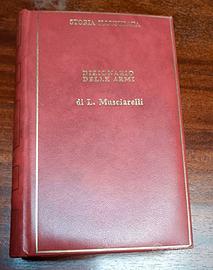 STORIA ILLUSTRATA
DIZIONARIO
DELLE ARMI
di L. Musciarelli